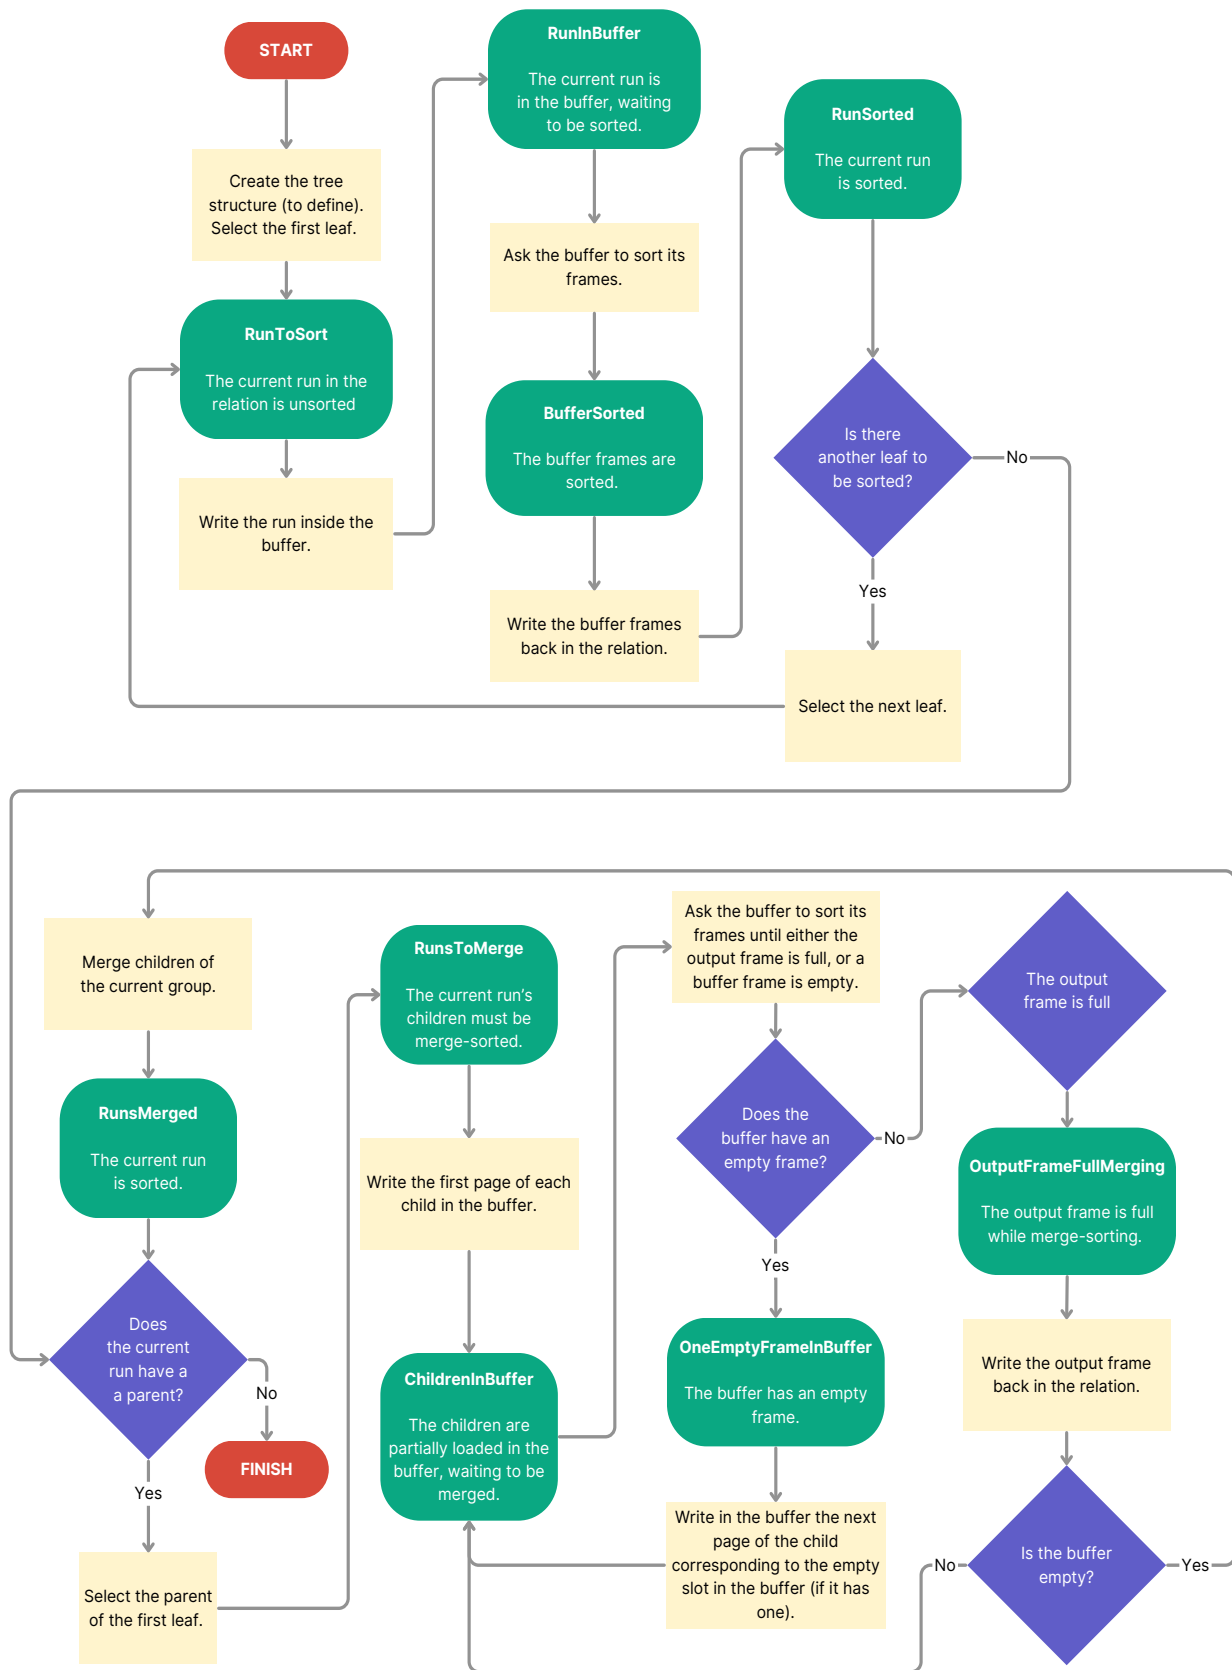 START
Create the tree
structure (to define).
Select the first leaf.
RunToSort
The current run in the
relation is unsorted
Write the run inside the
buffer.
RunInBuffer
The current run is
in the buffer, waiting
to be sorted.
Ask the buffer to sort its
frames.
BufferSorted
The buffer frames are
sorted.
Write the buffer frames
back in the relation.
RunSorted
The current run
is sorted.
Is there
another leaf to
be sorted?
No
Yes
Select the next leaf.
Merge children of
the current group.
RunsMerged
The current run
is sorted.
Does
the current
run have a
a parent?
No
FINISH
Yes
Select the parent
of the first leaf.
RunsToMerge
The current run’s
children must be
merge-sorted.
Write the first page of each
child in the buffer.
ChildrenInBuffer
The children are
partially loaded in the
buffer, waiting to be
merged.
Ask the buffer to sort its
frames until either the
output frame is full, or a
buffer frame is empty.
Does the
buffer have an
empty frame?
No
Yes
OneEmptyFrameInBuffer
The buffer has an empty
frame.
Write in the buffer the next
page of the child
corresponding to the empty
slot in the buffer (if it has
one).
The output
frame is full
OutputFrameFullMerging
The output frame is full
while merge-sorting.
Write the output frame
back in the relation.
Is the buffer
empty?
No
Yes